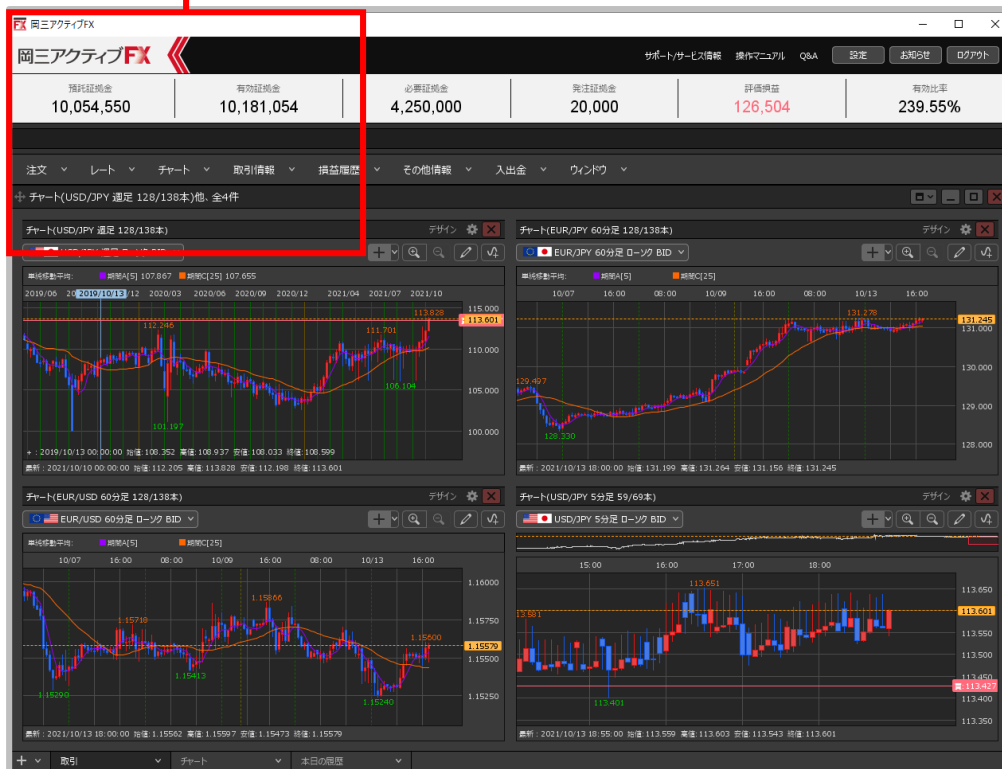 岡三アクティブFX
岡三アクティブFX サポート/サービス情報 操作マニュアル Q&A 設定 お知らせ ログアウト
預託証拠金 有効証拠金 必要証拠金 発注証拠金 評価損益 有効比率
10,054,550 10,181,054 4,250,000 20,000 126,504 239.55%
注文 レート チャート 取引情報 損益履歴 その他情報 入出金 ウィンドウ
チャート(USD/JPY 週足 128/138本)他、全4件
チャート(USD/JPY 週足 128/138本) デザイン
USD/JPY 週足 ローソク BID
単純移動平均: 期間A[5] 107.867 期間C[25] 107.655
2019/06 20 2019/10/13 /12 2020/03 2020/06 2020/09 2020/12 2021/04 2021/07 2021/10
115.000
113.828
113.601
112.246
111.701
110.000
106.104
105.000
101.197
100.000
+ : 2019/10/13 00:00:00 始値:108.352 高値:108.937 安値:108.033 終値:108.599
最新 : 2021/10/10 00:00:00 始値:112.205 高値:113.828 安値:112.198 終値:113.601
チャート(EUR/JPY 60分足 128/138本) デザイン
EUR/JPY 60分足 ローソク BID
単純移動平均: 期間A[5] 期間C[25]
10/07 16:00 08:00 10/09 16:00 08:00 10/13 16:00
131.278
131.245
131.000
130.000
129.497
129.000
128.330
128.000
最新 : 2021/10/13 18:00:00 始値:131.199 高値:131.264 安値:131.156 終値:131.245
チャート(EUR/USD 60分足 128/138本) デザイン
EUR/USD 60分足 ローソク BID
単純移動平均: 期間A[5] 期間C[25]
10/07 16:00 08:00 10/09 16:00 08:00 10/13 16:00
1.16000
1.15866
1.15750
1.15710
1.15600
1.15579
1.15500
1.15413
1.15290
1.15240
1.15250
最新 : 2021/10/13 18:00:00 始値:1.15562 高値:1.15597 安値:1.15473 終値:1.15579
チャート(USD/JPY 5分足 59/69本) デザイン
USD/JPY 5分足 ローソク BID
15:00 16:00 17:00 18:00
113.651
113.650
113.601
113.581
113.550
113.500
113.450
買:113.427
113.401
113.350
最新 : 2021/10/13 18:55:00 始値:113.559 高値:113.603 安値:113.543 終値:113.601
取引 チャート 本日の履歴